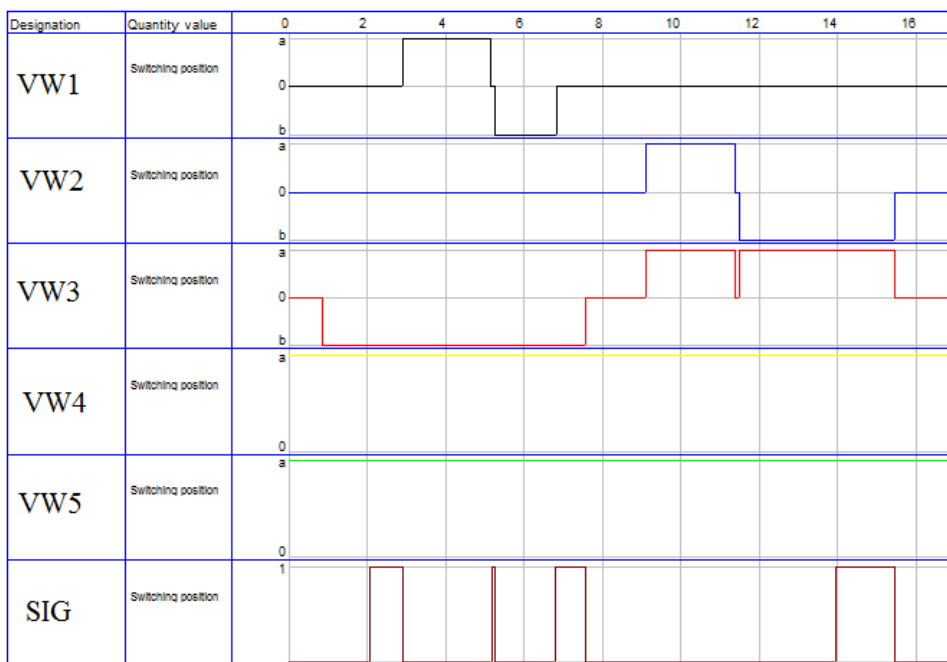 Designation Quantity value 0 2 4 6 8 10 12 14 16
a
VW1 Switching position
0
b
a
VW2 Switching position
0
b
a
VW3 Switching position
0
b
a
VW4 Switching position
0
a
VW5 Switching position
0
1
SIG Switching position